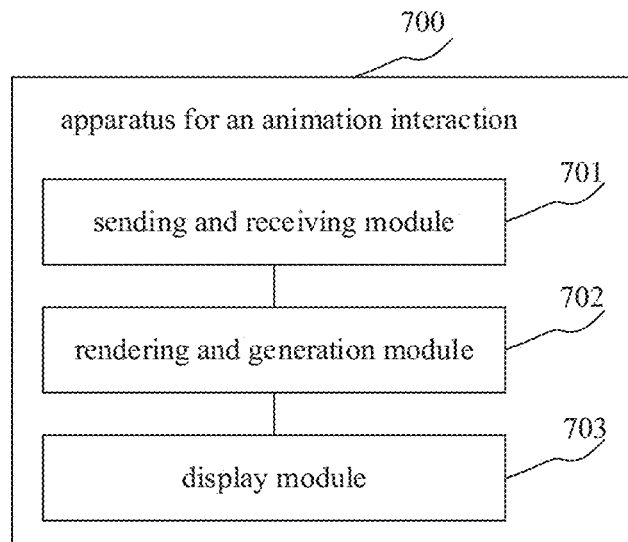 700
apparatus for an animation interaction
701
sending and receiving module
702
rendering and generation module
703
display module